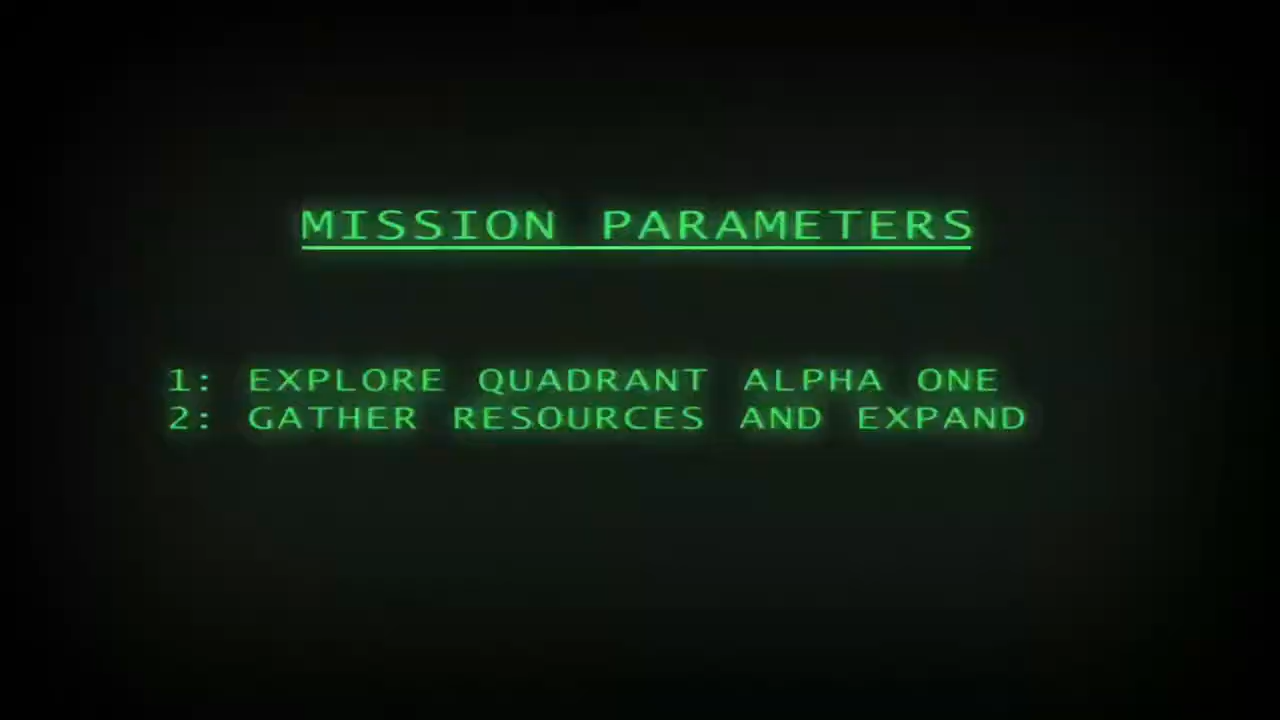 MISSION PARAMETERS
1: EXPLORE QUADRANT ALPHA ONE
2: GATHER RESOURCES AND EXPAND